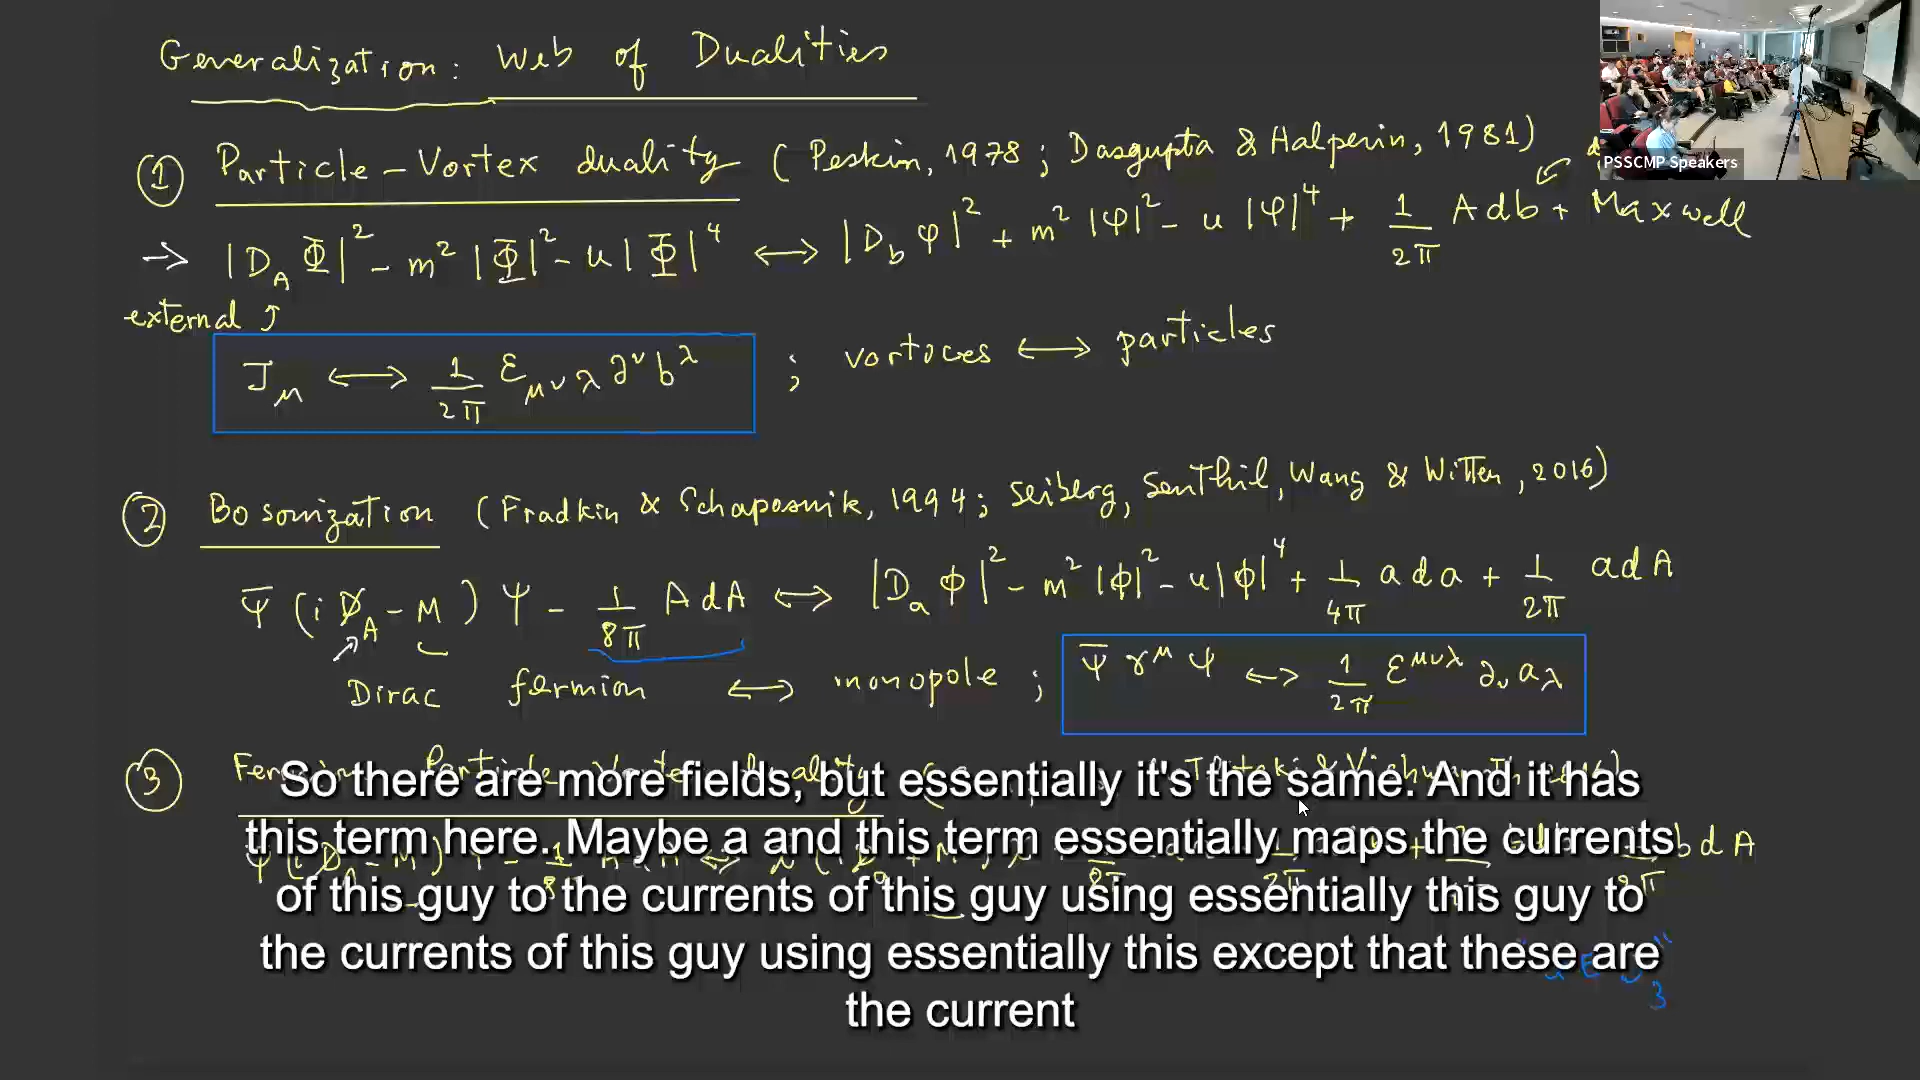 Generalization: Web of Dualities
① Particle - Vortex duality (Peskin, 1978; Dasgupta & Halperin, 1981)
PSSCMP Speakers
→ |D_A Φ|² - m² |Φ|² - u |Φ|⁴ ⟷ |D_b φ|² + m² |φ|² - u |φ|⁴ + 1/2π A d b + Maxwell
external ↑
J_μ ⟷ 1/2π ε_μνλ ∂^ν b^λ ; vortices ⟷ particles
② Bosonization (Fradkin & Schaposnik, 1994; Seiberg, Senthil, Wang & Witten, 2016)
Ψ̄ (i D̸_A - M) Ψ - 1/8π A d A ⟷ |D_a ϕ|² - m² |ϕ|² - u |ϕ|⁴ + 1/4π a d a + 1/2π a d A
Dirac fermion ⟷ monopole ; Ψ̄ γ^μ Ψ ⟷ 1/2π ε^μνλ ∂_ν a_λ
③
So there are more fields, but essentially it's the same. And it has
this term here. Maybe a and this term essentially maps the currents
of this guy to the currents of this guy using essentially this guy to
the currents of this guy using essentially this except that these are
the current
b d A
3